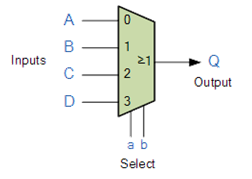 A 0
B 1
Inputs ≥1 Q
C 2 Output
D 3
a b
Select